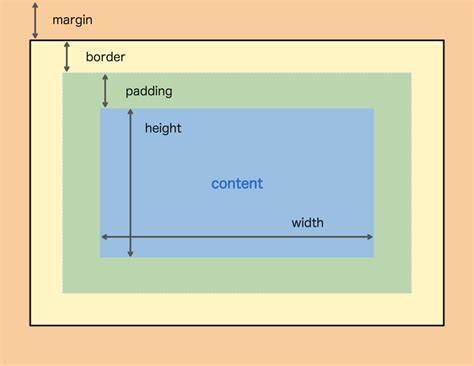 margin
border
padding
height
content
width